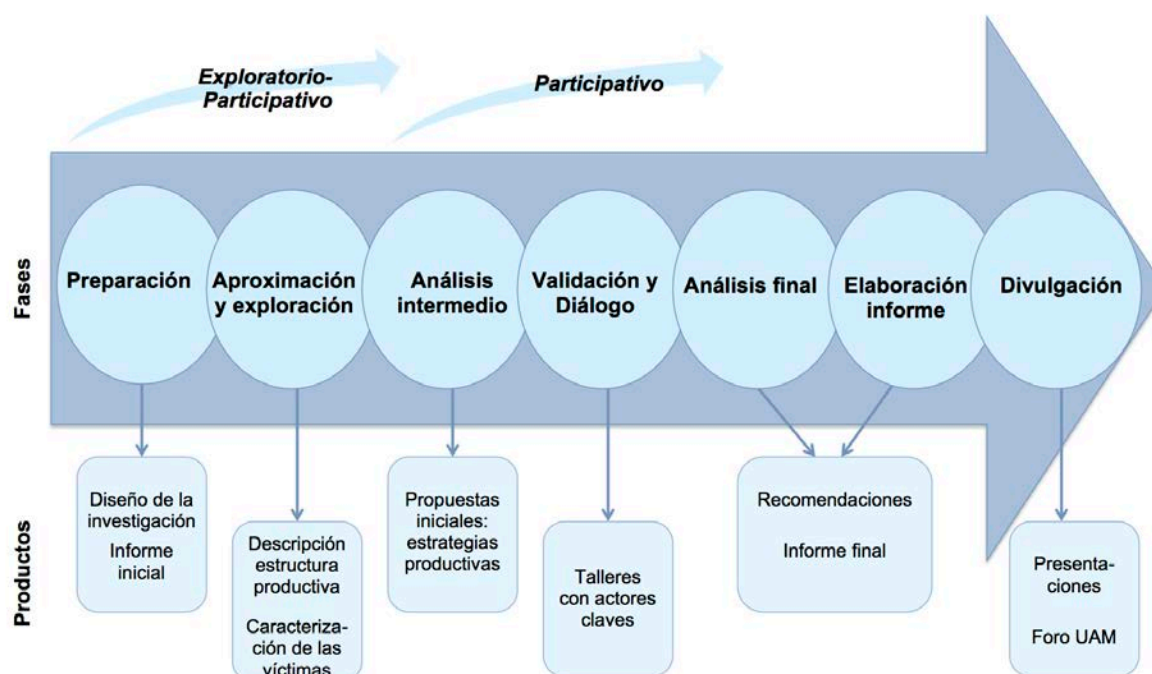 Exploratorio-
Participativo
Participativo
Fases
Preparación
Aproximación
y exploración
Análisis
intermedio
Validación y
Diálogo
Análisis final
Elaboración
informe
Divulgación
Productos
Diseño de la
investigación
Informe
inicial
Descripción
estructura
productiva
Caracteriza-
ción de las
víctimas
Propuestas
iniciales:
estrategias
productivas
Talleres
con actores
claves
Recomendaciones
Informe final
Presenta-
ciones
Foro UAM